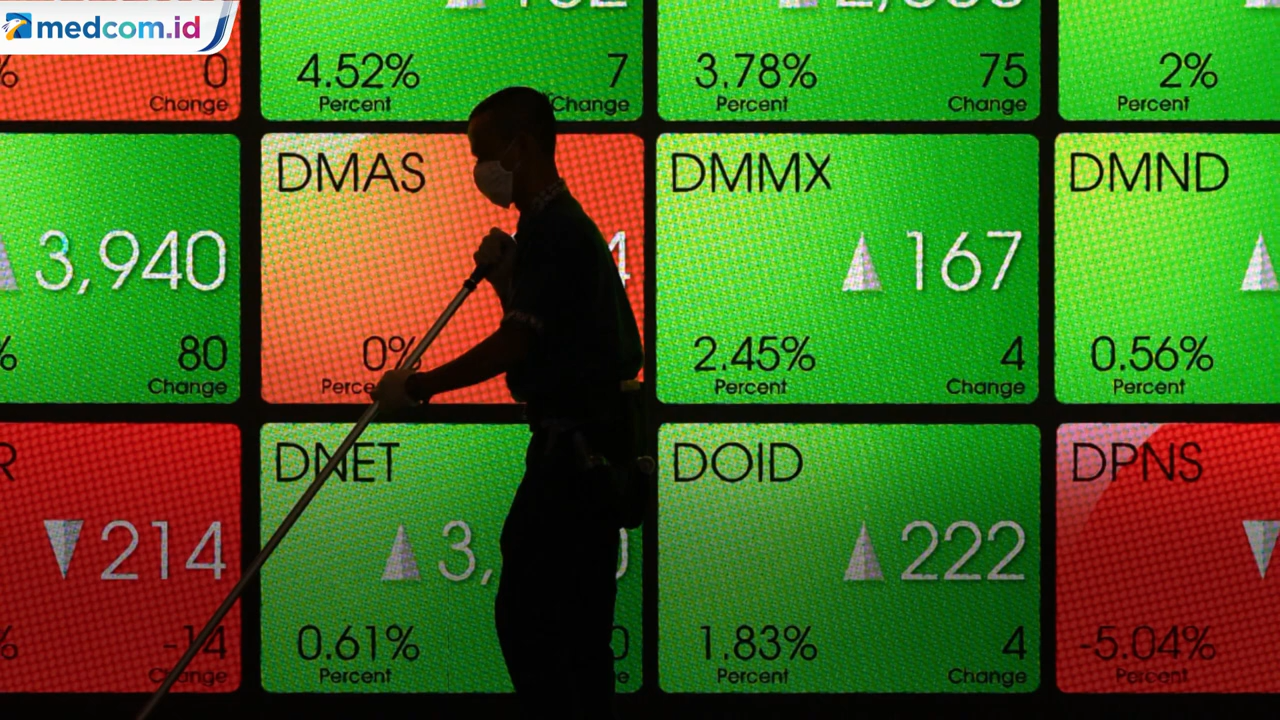 medcom.id
0
Change
4.52%
Percent
7
Change
3.78%
Percent
75
Change
2%
Percent
3,940
80
Change
DMAS
0%
DMMX
167
2.45%
Percent
4
Change
DMND
0.56%
Percent
214
-14
Change
DNET
0.61%
Percent
DOID
222
1.83%
Percent
4
Change
DPNS
-5.04%
Percent